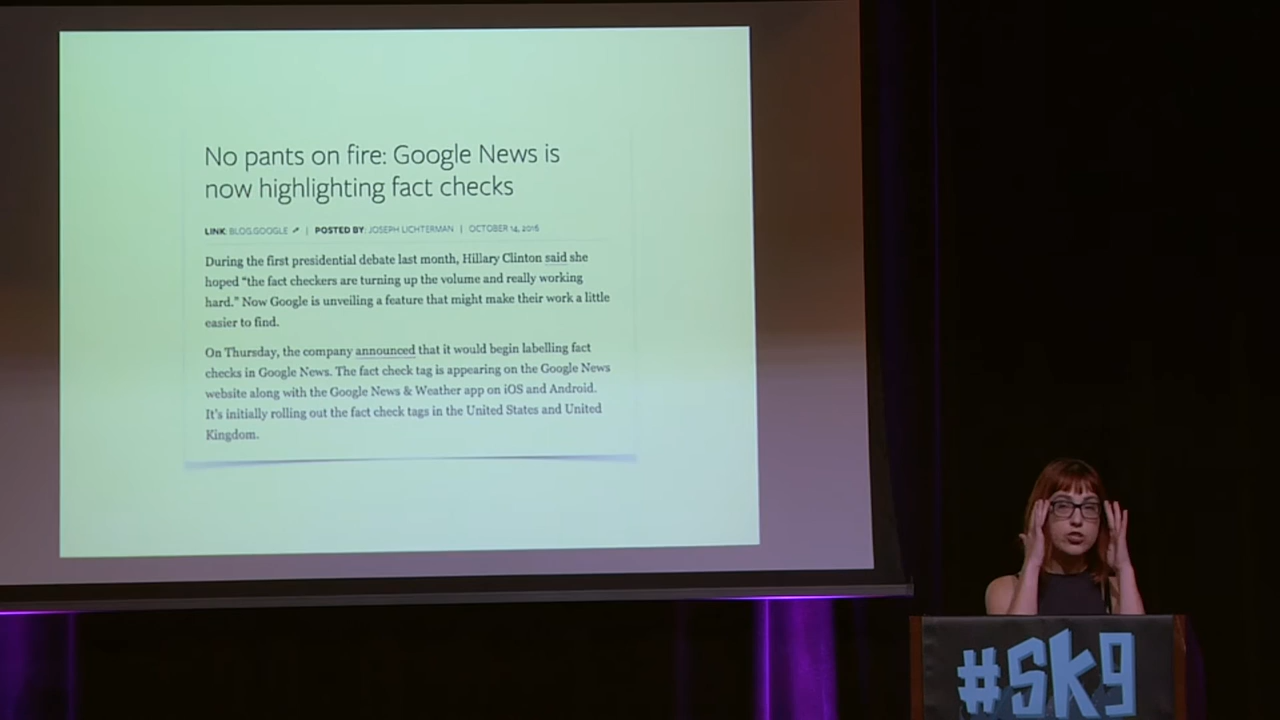 No pants on fire: Google News is
now highlighting fact checks
LINK: BLOG.GOOGLE | POSTED BY: JOSEPH LICHTERMAN | OCTOBER 14, 2016
During the first presidential debate last month, Hillary Clinton said she
hoped “the fact checkers are turning up the volume and really working
hard.” Now Google is unveiling a feature that might make their work a little
easier to find.
On Thursday, the company announced that it would begin labelling fact
checks in Google News. The fact check tag is appearing on the Google News
website along with the Google News & Weather app on iOS and Android.
It’s initially rolling out the fact check tags in the United States and United
Kingdom.
#SK9